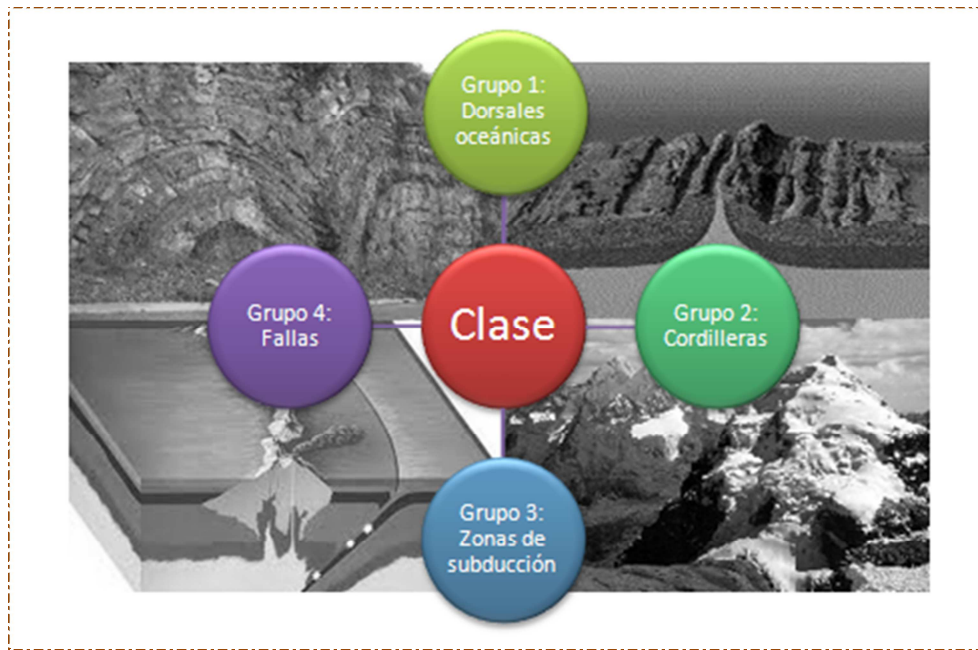 Grupo 1:
Dorsales
oceánicas
Grupo 4:
Fallas
Clase
Grupo 2:
Cordilleras
Grupo 3:
Zonas de
subducción